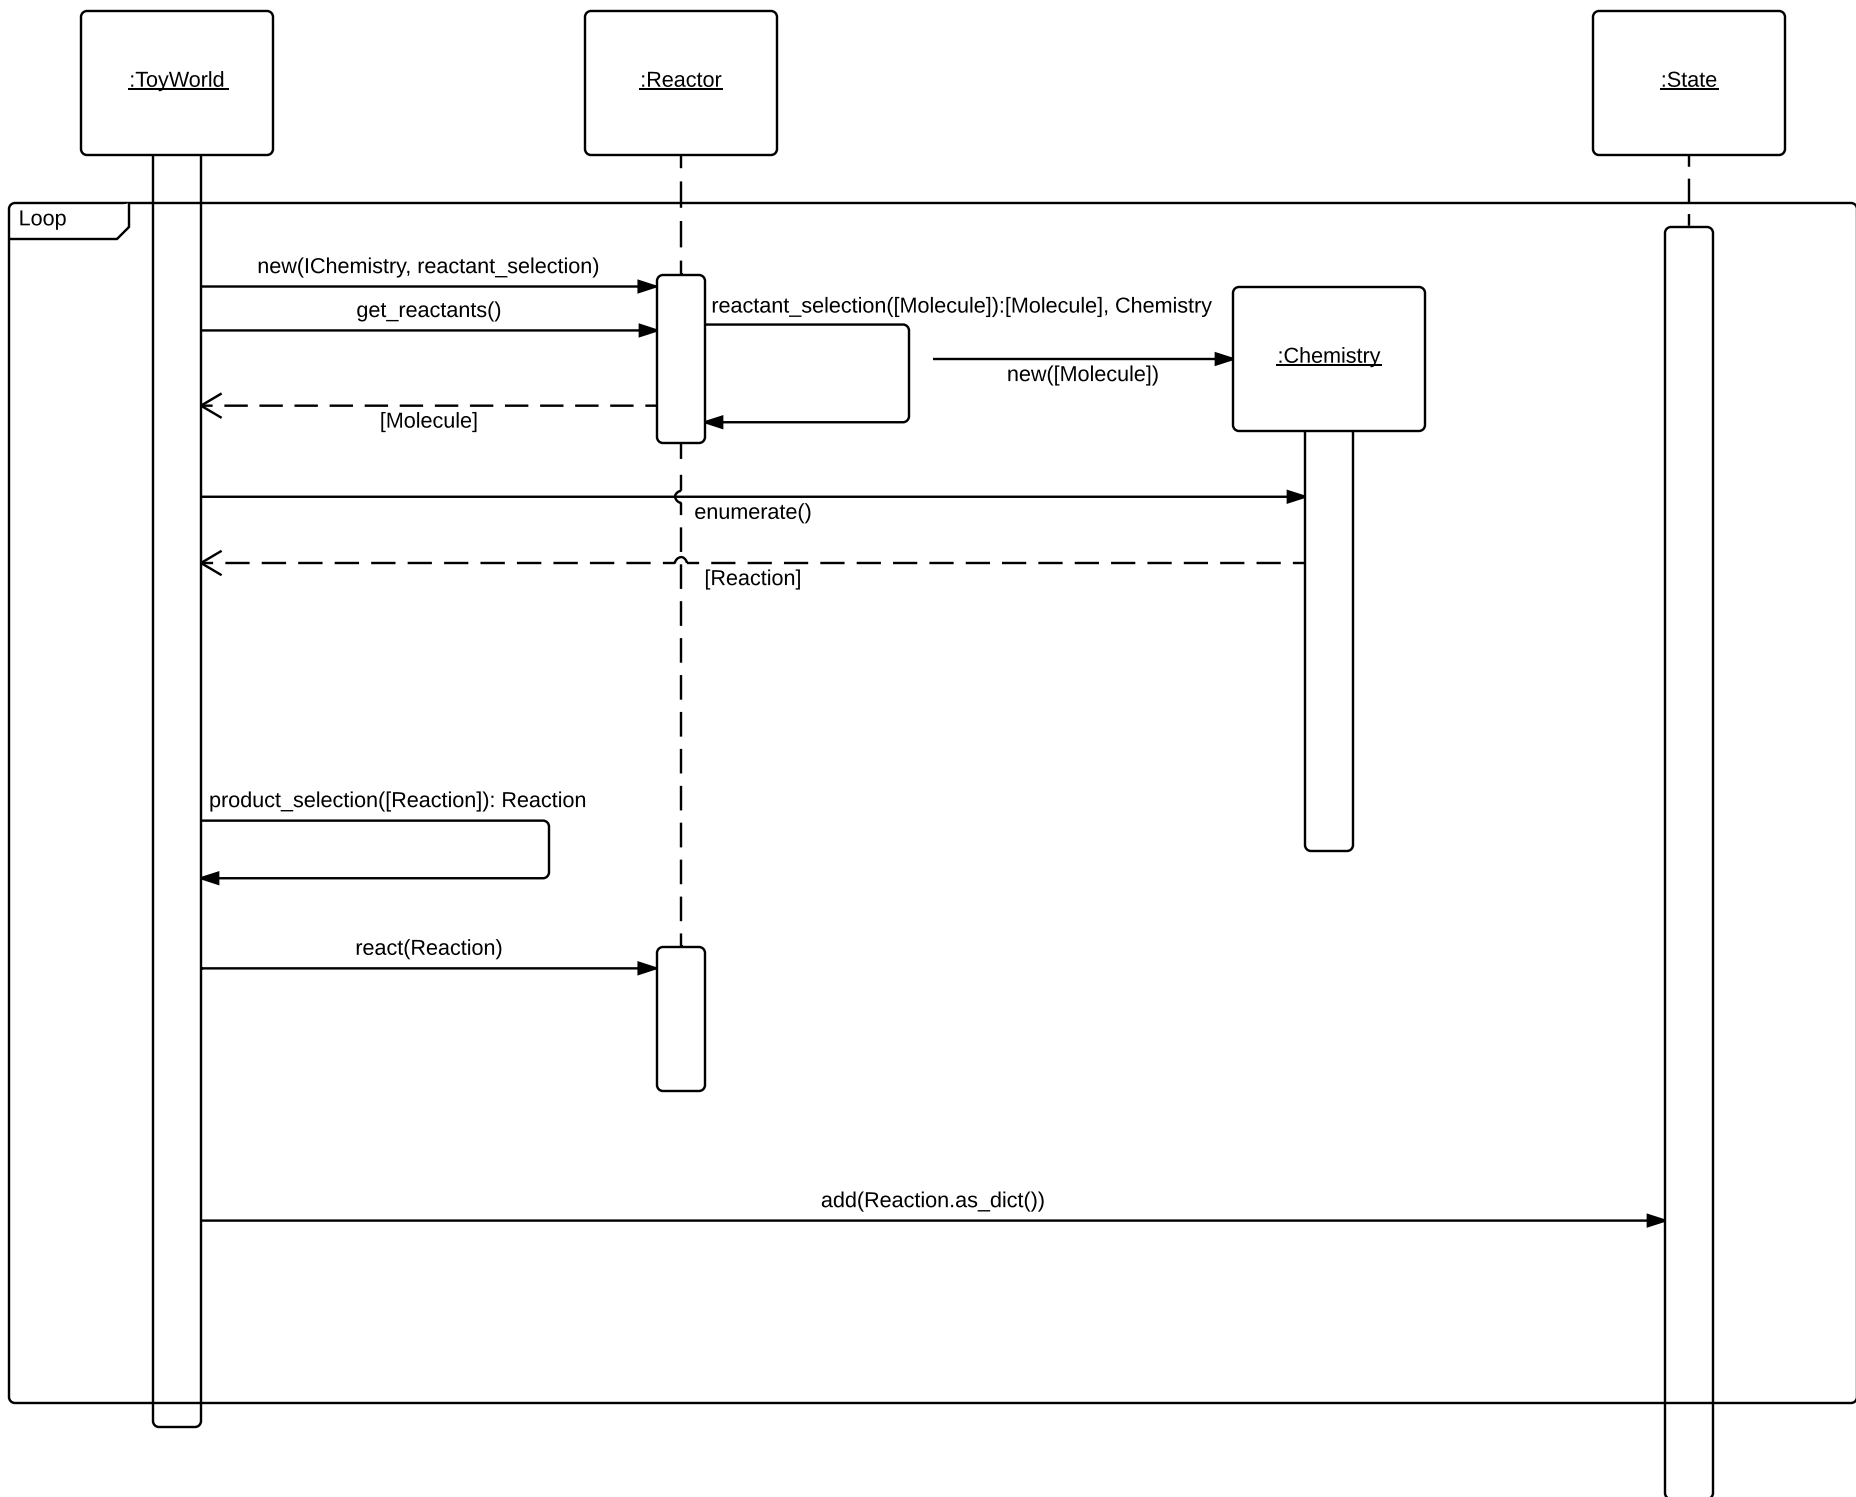 :ToyWorld
:Reactor
:State
Loop
new(IChemistry, reactant_selection)
get_reactants()
reactant_selection([Molecule]):[Molecule], Chemistry
:Chemistry
new([Molecule])
[Molecule]
enumerate()
[Reaction]
product_selection([Reaction]): Reaction
react(Reaction)
add(Reaction.as_dict())